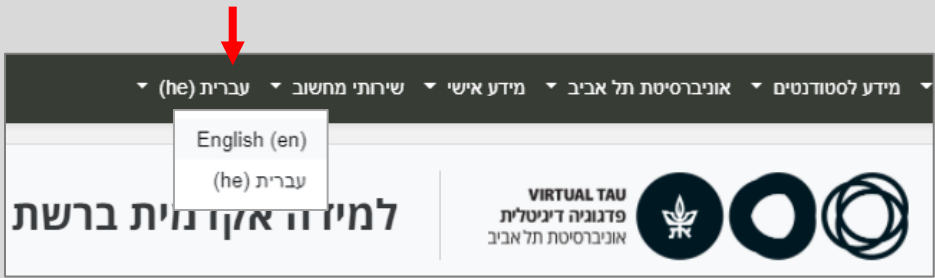 מידע לסטודנטים אוניברסיטת תל אביב מידע אישי שירותי מחשוב עברית (he)
English (en)
עברית (he)
VIRTUAL TAU
פדגוגיה דיגיטלית
אוניברסיטת תל אביב
למידה אקדמית ברשת